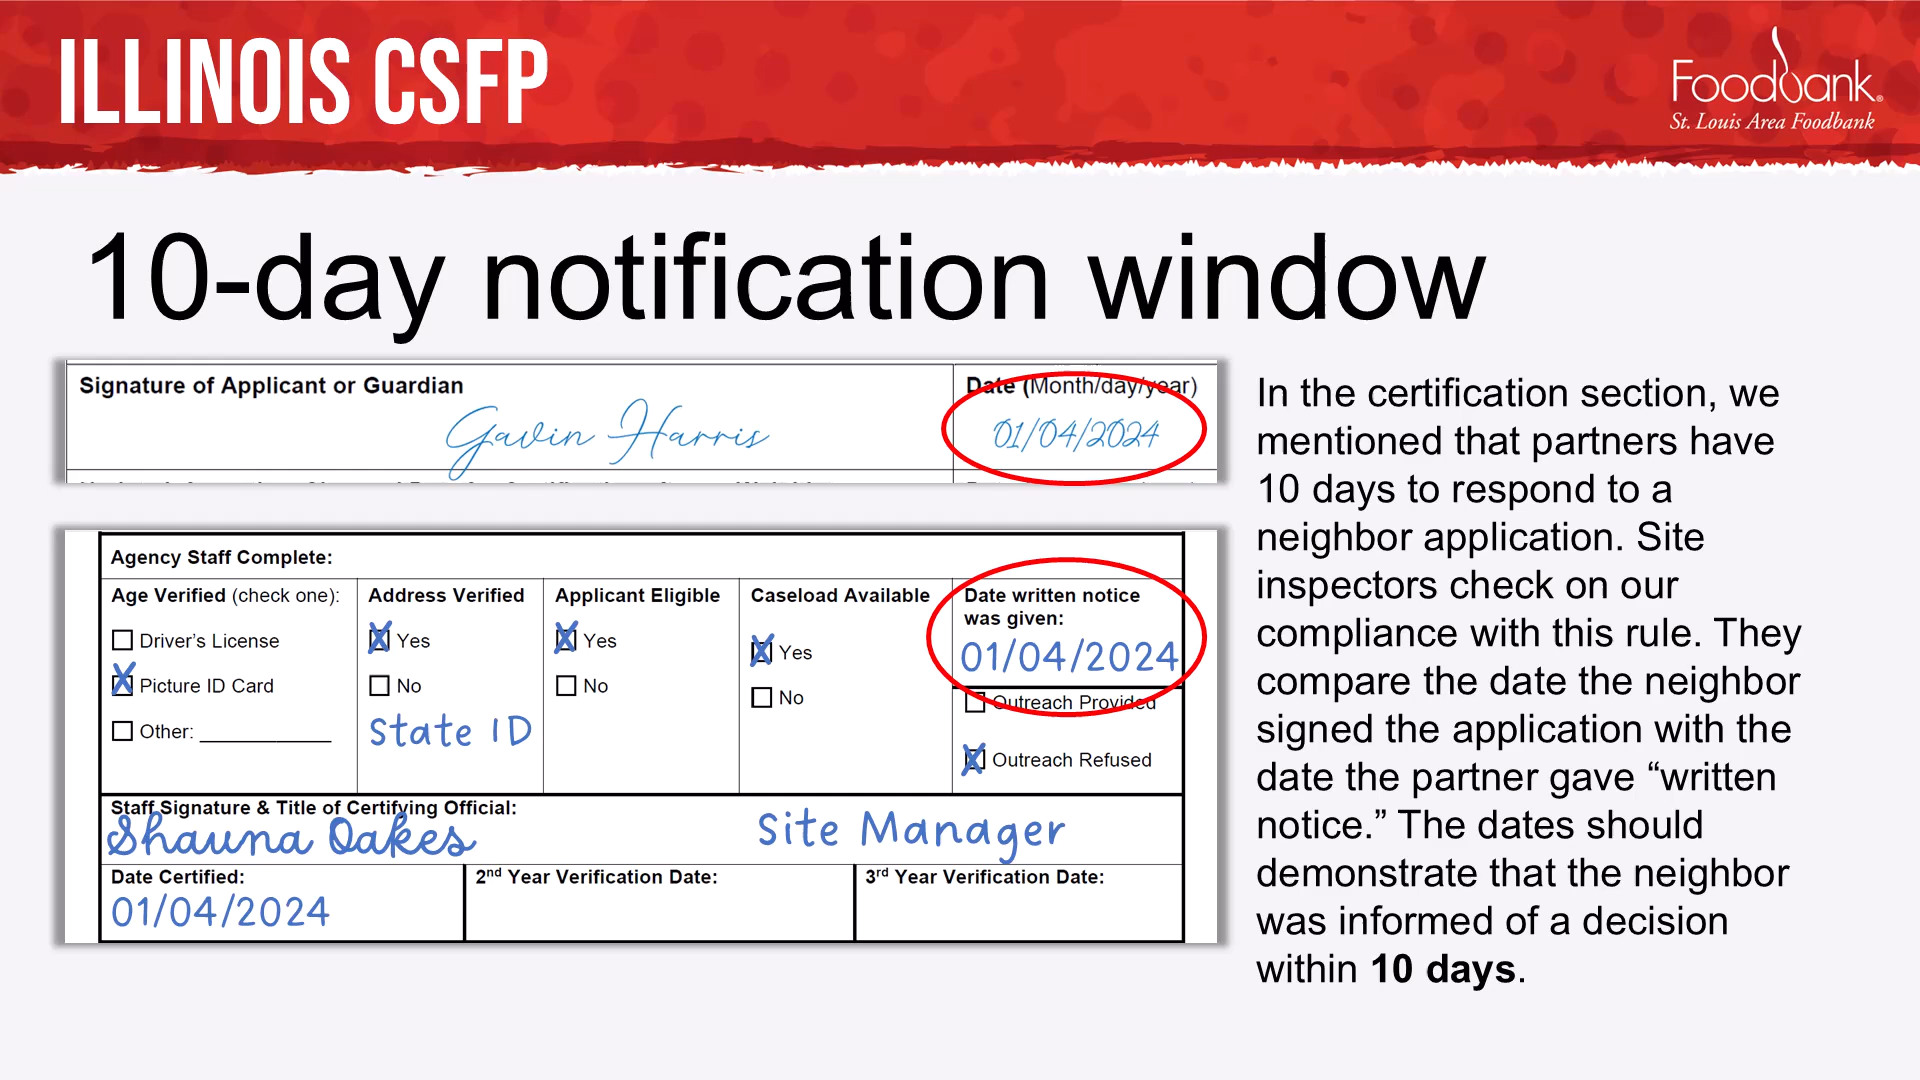 ILLINOIS CSFP
Foodbank®
St. Louis Area Foodbank
10-day notification window
Signature of Applicant or Guardian
Date (Month/day/year)
Gavin Harris
01/04/2024
Agency Staff Complete:
Age Verified (check one):
Driver's License
X Picture ID Card
Other: ____________
Address Verified
X Yes
No
State ID
Applicant Eligible
X Yes
No
Caseload Available
X Yes
No
Date written notice
was given:
01/04/2024
Outreach Provided
X Outreach Refused
Staff Signature & Title of Certifying Official:
Shauna Oakes
Site Manager
Date Certified:
01/04/2024
2nd Year Verification Date:
3rd Year Verification Date:
In the certification section, we
mentioned that partners have
10 days to respond to a
neighbor application. Site
inspectors check on our
compliance with this rule. They
compare the date the neighbor
signed the application with the
date the partner gave “written
notice.” The dates should
demonstrate that the neighbor
was informed of a decision
within 10 days.